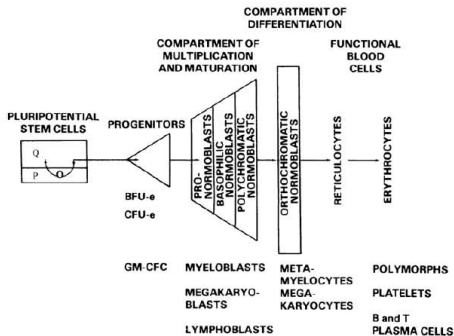 COMPARTMENT OF
DIFFERENTIATION
COMPARTMENT OF
MULTIPLICATION
AND MATURATION
FUNCTIONAL
BLOOD
CELLS
PLURIPOTENTIAL
STEM CELLS
PROGENITORS
Q
P
PRO-
NORMOBLASTS
BASOPHILIC
NORMOBLASTS
POLYCHROMATIC
NORMOBLASTS
ORTHOCHROMATIC
NORMOBLASTS
RETICULOCYTES
ERYTHROCYTES
BFU-e
CFU-e
GM-CFC MYELOBLASTS META-
MYELOCYTES POLYMORPHS
MEGAKARYO-
BLASTS MEGA-
KARYOCYTES PLATELETS
LYMPHOBLASTS B and T
PLASMA CELLS